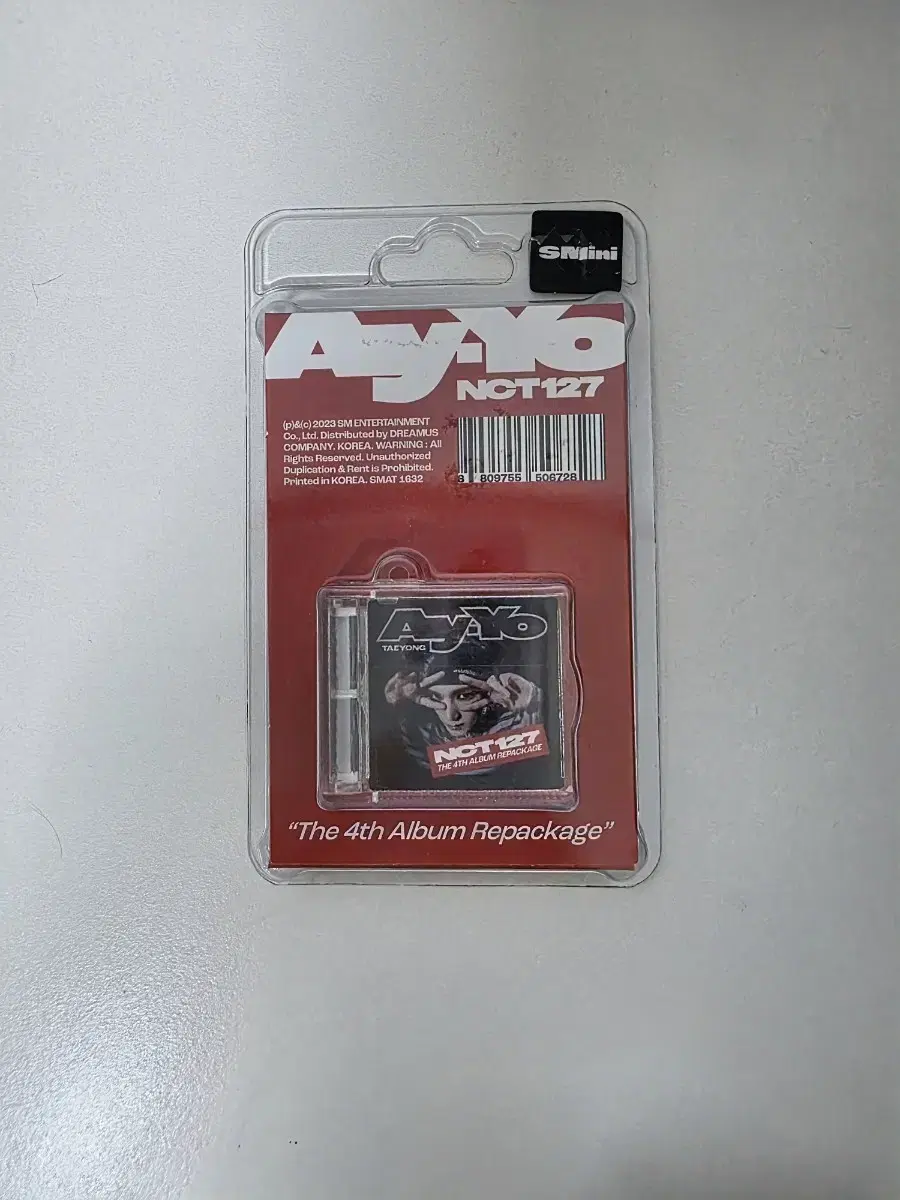 SMini
Ay-Yo
NCT127
(p)&(c) 2023 SM ENTERTAINMENT
Co., Ltd. Distributed by DREAMUS
COMPANY. KOREA. WARNING : All
Rights Reserved. Unauthorized
Duplication & Rent is Prohibited.
Printed in KOREA. SMAT 1632
809755 506728
Ay-Yo
TAEYONG
NCT127
THE 4TH ALBUM REPACKAGE
“The 4th Album Repackage”